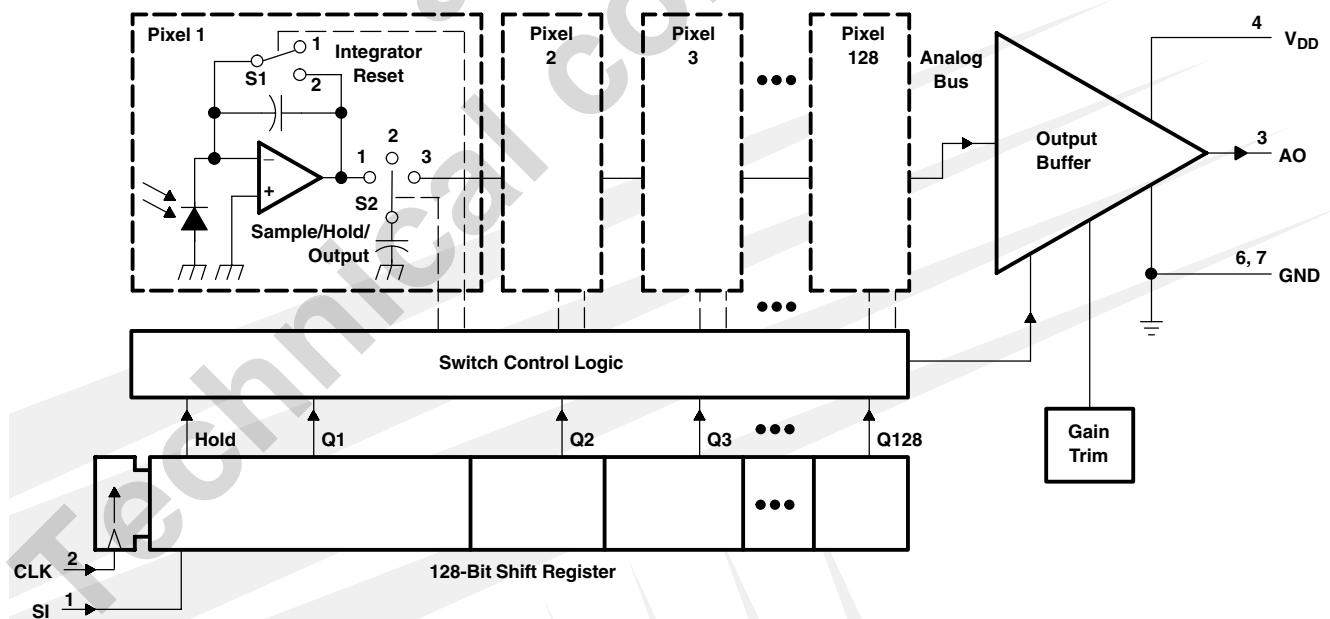 Technical co
Pixel 1
1
Integrator
Reset
S1
2
Pixel
2
Pixel
3
Pixel
128
Analog
Bus
4
VDD
Output
Buffer
3
AO
2
1
3
−
+
S2
Sample/Hold/
Output
6, 7
GND
Switch Control Logic
Hold
Q1
Q2
Q3
Q128
Gain
Trim
CLK
2
128-Bit Shift Register
SI
1